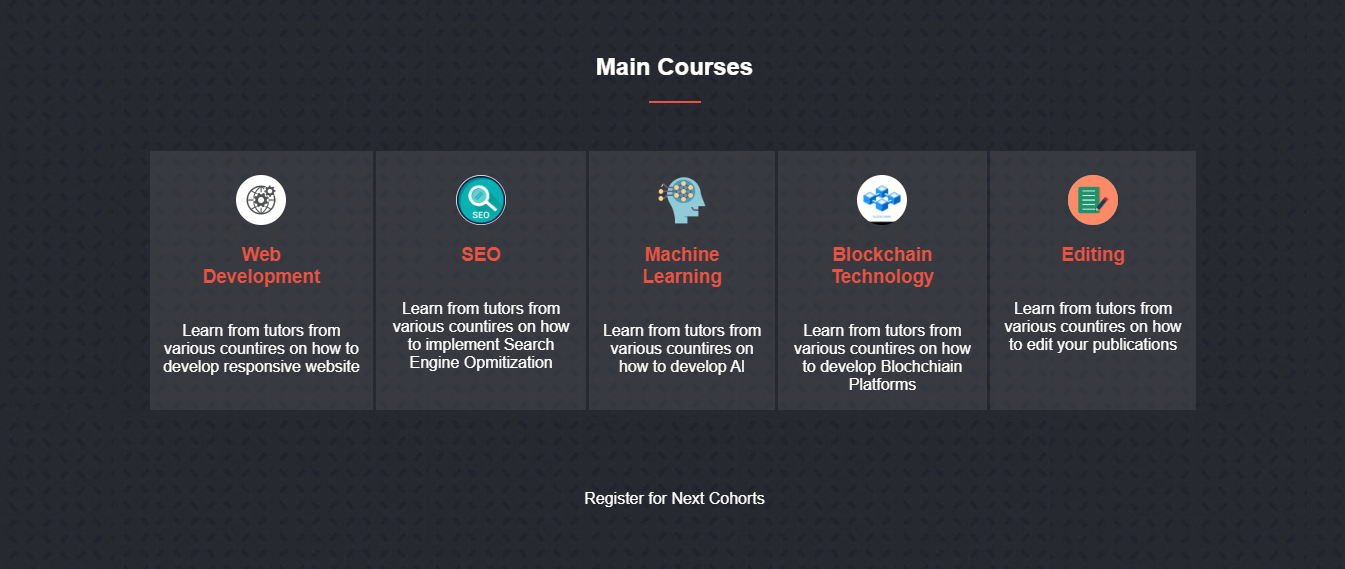 Main Courses
SEO
Web
Development
Learn from tutors from
various countires on how to
develop responsive website
SEO
Learn from tutors from
various countires on how
to implement Search
Engine Opmitization
Machine
Learning
Learn from tutors from
various countires on
how to develop AI
Blockchain
Technology
Learn from tutors from
various countires on how
to develop Blochchiain
Platforms
Editing
Learn from tutors from
various countires on how
to edit your publications
Register for Next Cohorts